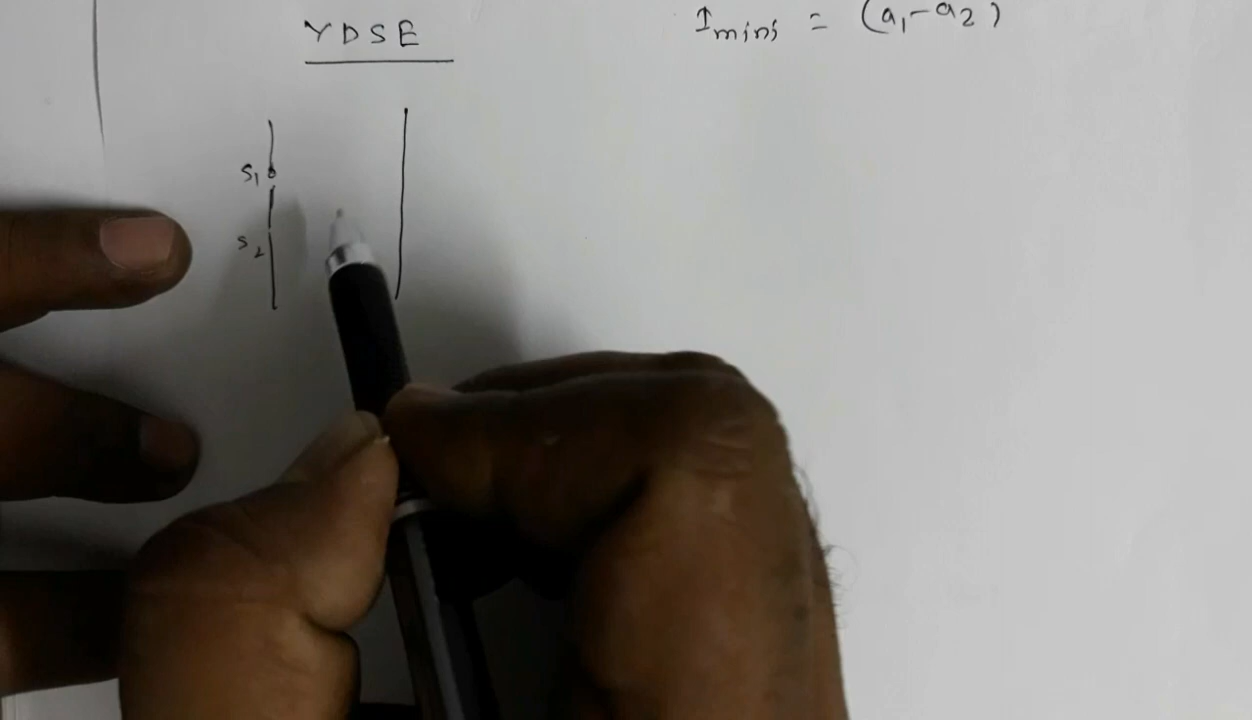 YDSE
Imini = (a1-a2)
S1
S2